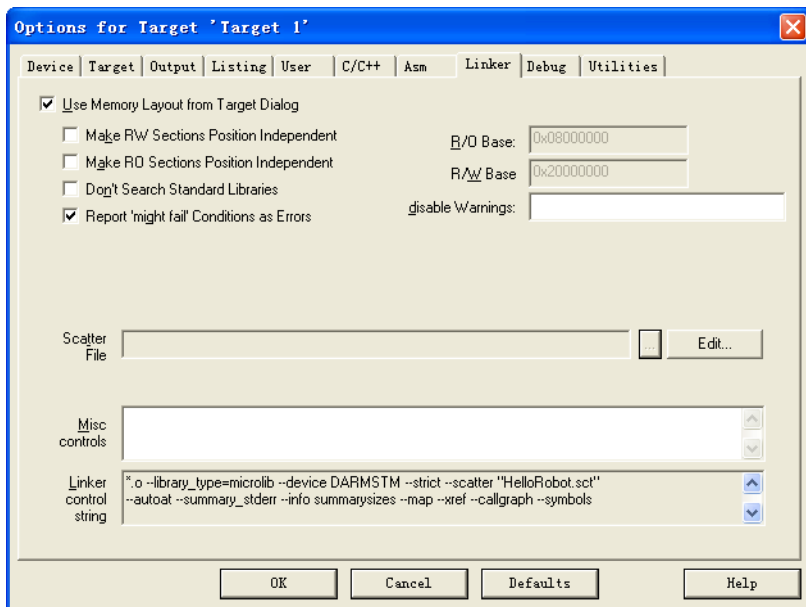 Options for Target 'Target 1'
Device Target Output Listing User C/C++ Asm Linker Debug Utilities
Use Memory Layout from Target Dialog
Make RW Sections Position Independent
Make RO Sections Position Independent
Don't Search Standard Libraries
Report 'might fail' Conditions as Errors
R/O Base: 0x08000000
R/W Base 0x20000000
disable Warnings:
Scatter
File
...
Edit...
Misc
controls
Linker
control
string
*.o --library_type=microlib --device DARMSTM --strict --scatter "HelloRobot.sct"
--autoat --summary_stderr --info summarysizes --map --xref --callgraph --symbols
OK Cancel Defaults Help